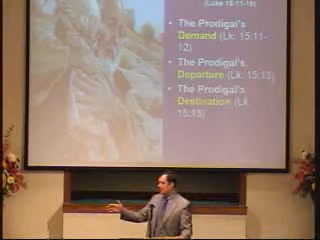 (Luke 15:11-16)
• The Prodigal's
Demand (Lk: 15:11-
12)
• The Prodigal's
Departure (Lk: 15:13)
• The Prodigal's
Destination (Lk:
15:13)